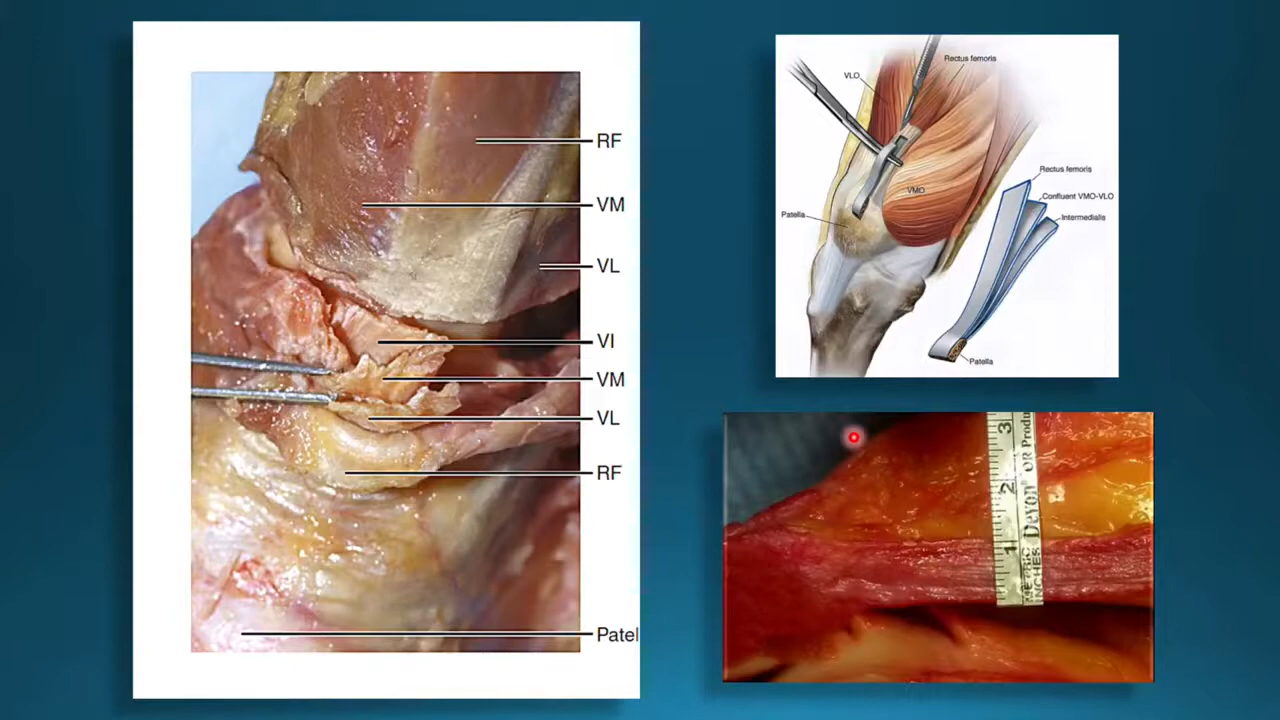 RF
VM
VL
VI
VM
VL
RF
Patel
VLO
Rectus femoris
VMO
Patella
Rectus femoris
Confluent VMO-VLO
Intermedialis
Patella
1 2 3
METRIC
INCHES Devon OR Produ